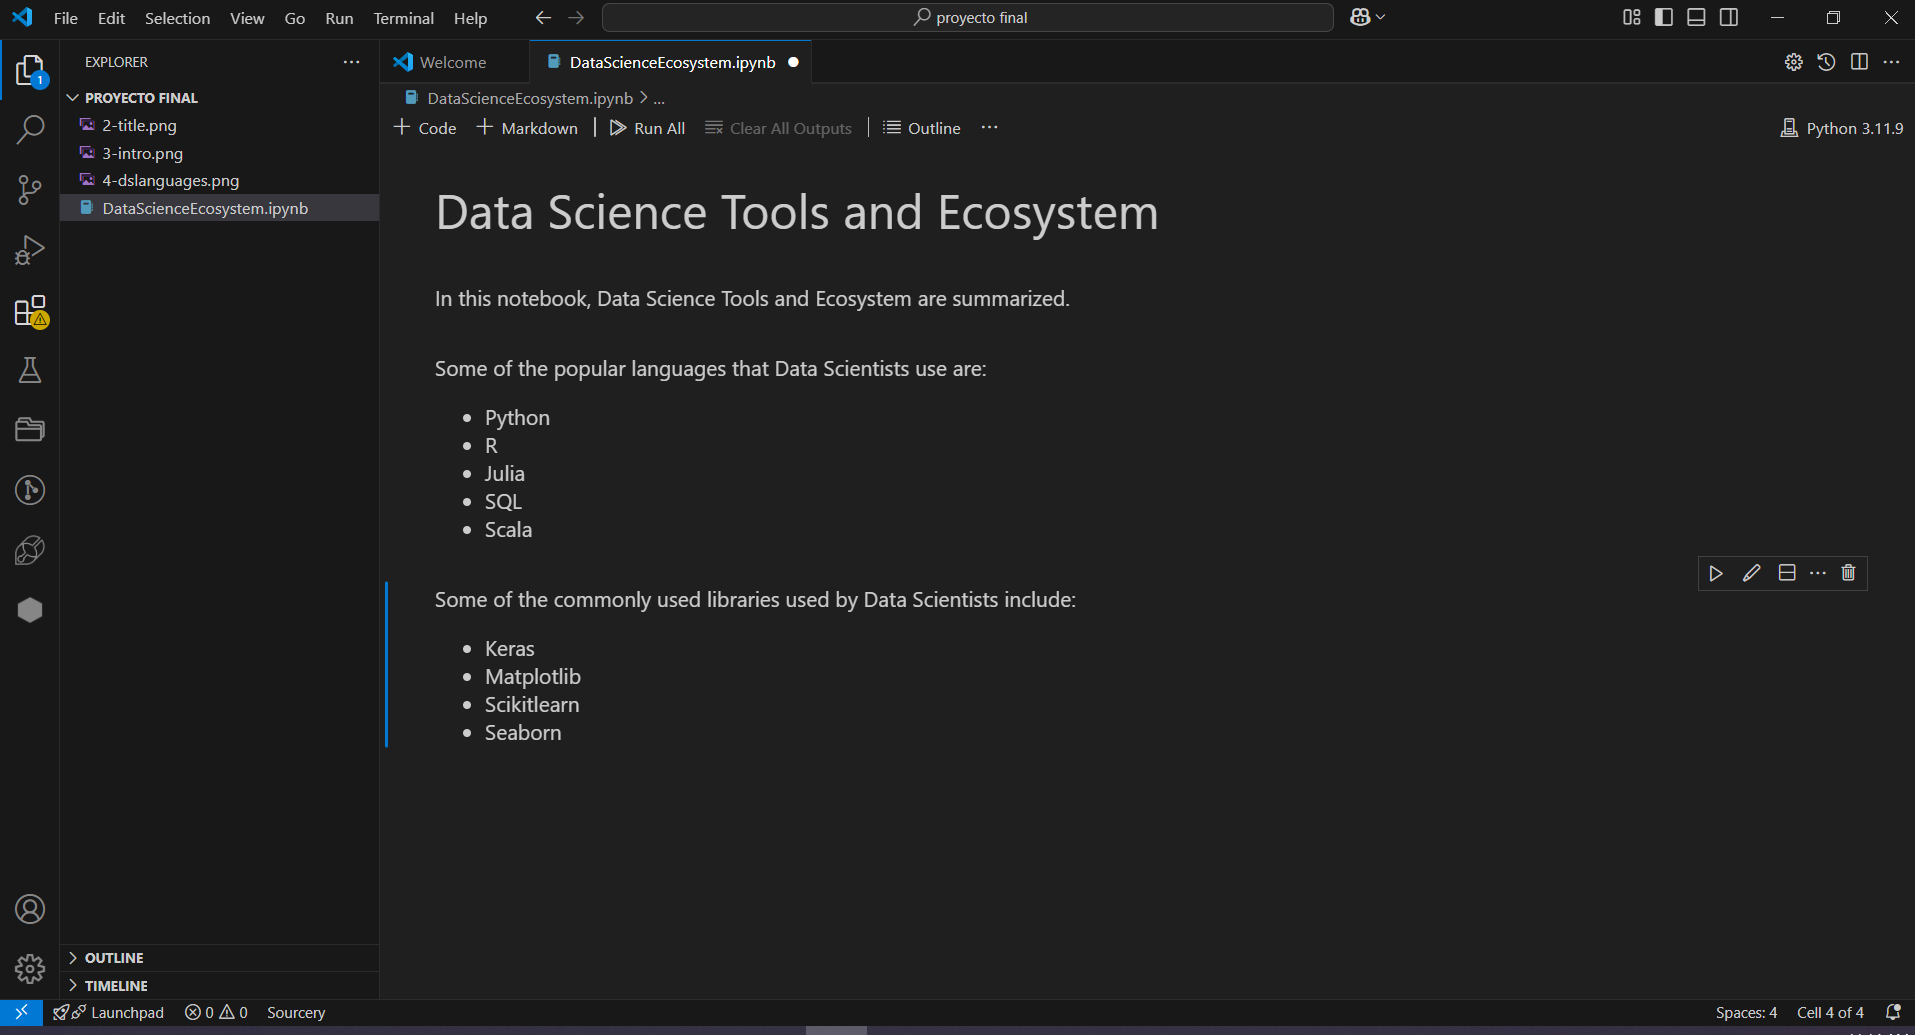 File Edit Selection View Go Run Terminal Help
proyecto final
EXPLORER
PROYECTO FINAL
2-title.png
3-intro.png
4-dslanguages.png
DataScienceEcosystem.ipynb
OUTLINE
TIMELINE
Welcome
DataScienceEcosystem.ipynb
DataScienceEcosystem.ipynb > ...
+ Code + Markdown Run All Clear All Outputs Outline ...
Python 3.11.9
Data Science Tools and Ecosystem
In this notebook, Data Science Tools and Ecosystem are summarized.
Some of the popular languages that Data Scientists use are:
• Python
• R
• Julia
• SQL
• Scala
Some of the commonly used libraries used by Data Scientists include:
• Keras
• Matplotlib
• Scikitlearn
• Seaborn
1
Launchpad 0 0 Sourcery
Spaces: 4 Cell 4 of 4